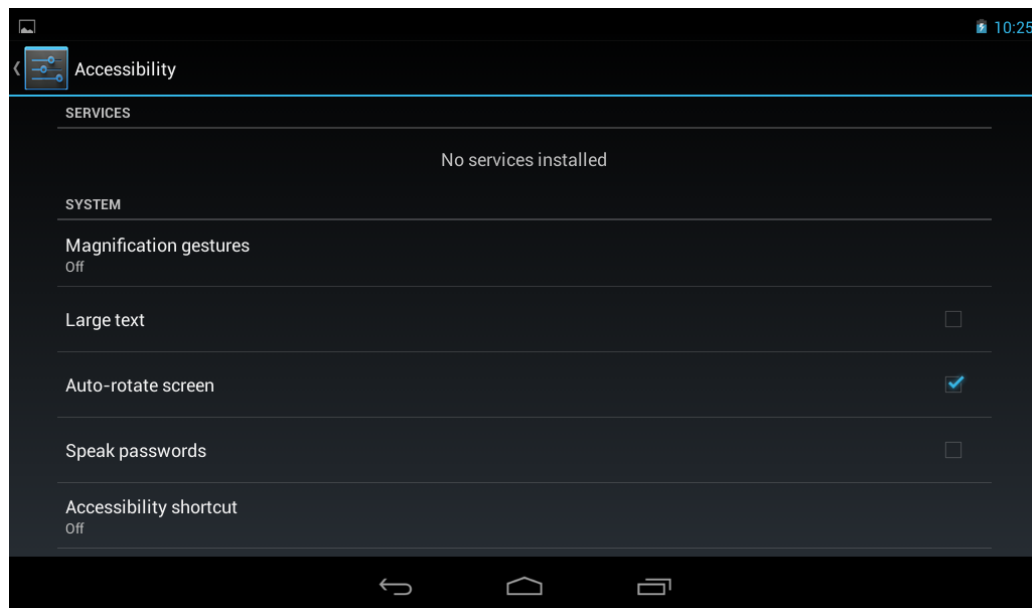 10:25
Accessibility
SERVICES
No services installed
SYSTEM
Magnification gestures
Off
Large text
Auto-rotate screen
Speak passwords
Accessibility shortcut
Off